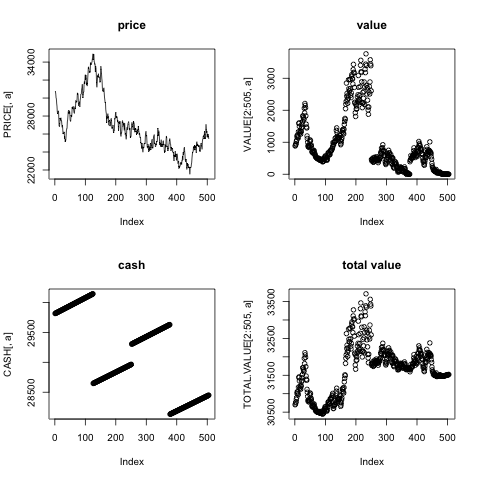 price
PRICE[, a]
22000 26000 30000 34000
0 100 200 300 400 500
Index
value
VALUE[2:505, a]
0 1000 2000 3000
0 100 200 300 400 500
Index
cash
CASH[, a]
28500 29500
0 100 200 300 400 500
Index
total value
TOTAL.VALUE[2:505, a]
30500 31500 32500 33500
0 100 200 300 400 500
Index